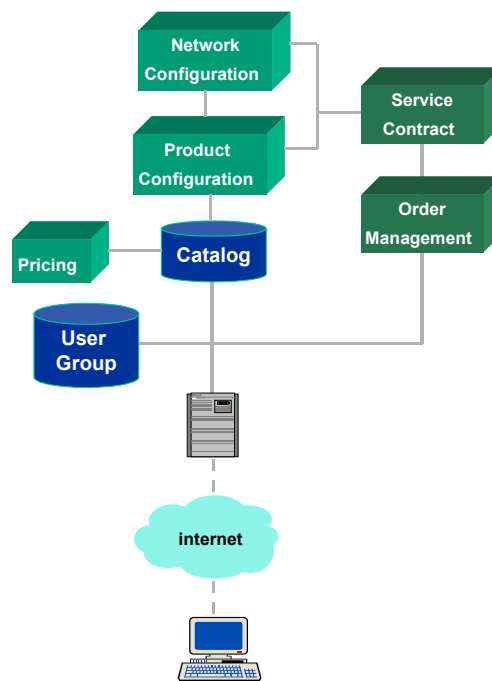 Network
Configuration
Service
Contract
Product
Configuration
Order
Management
Catalog
Pricing
User
Group
internet